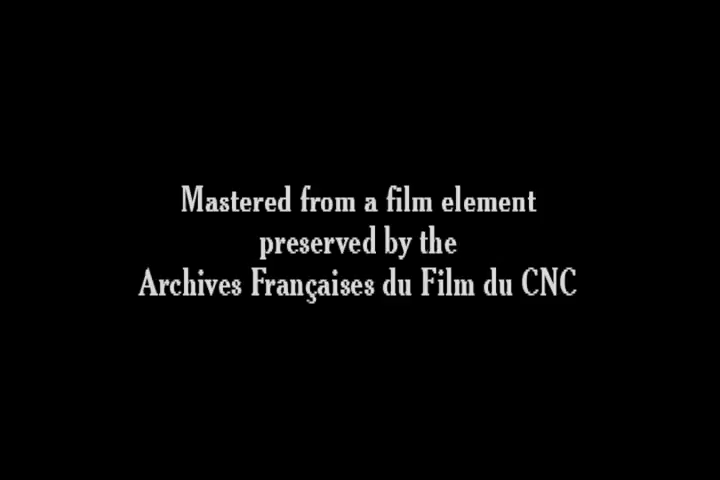 Mastered from a film element
preserved by the
Archives Françaises du Film du CNC